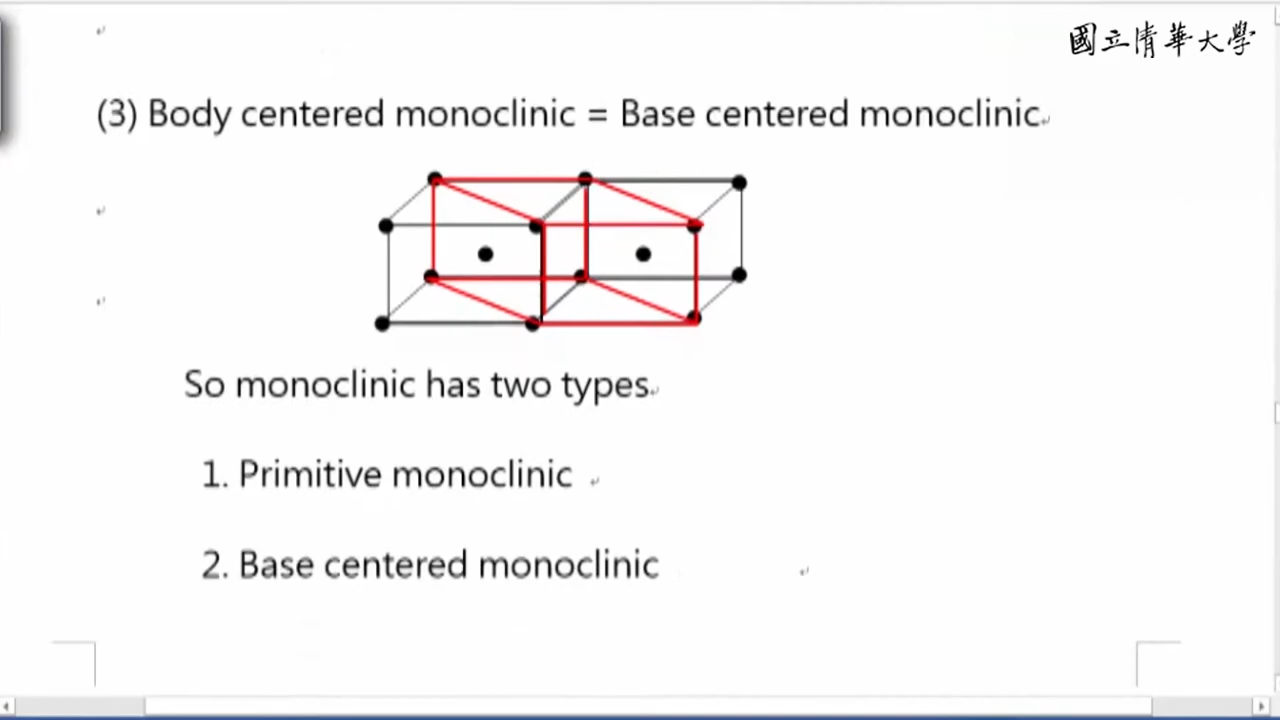 國立清華大學
(3) Body centered monoclinic = Base centered monoclinic
So monoclinic has two types
1. Primitive monoclinic
2. Base centered monoclinic